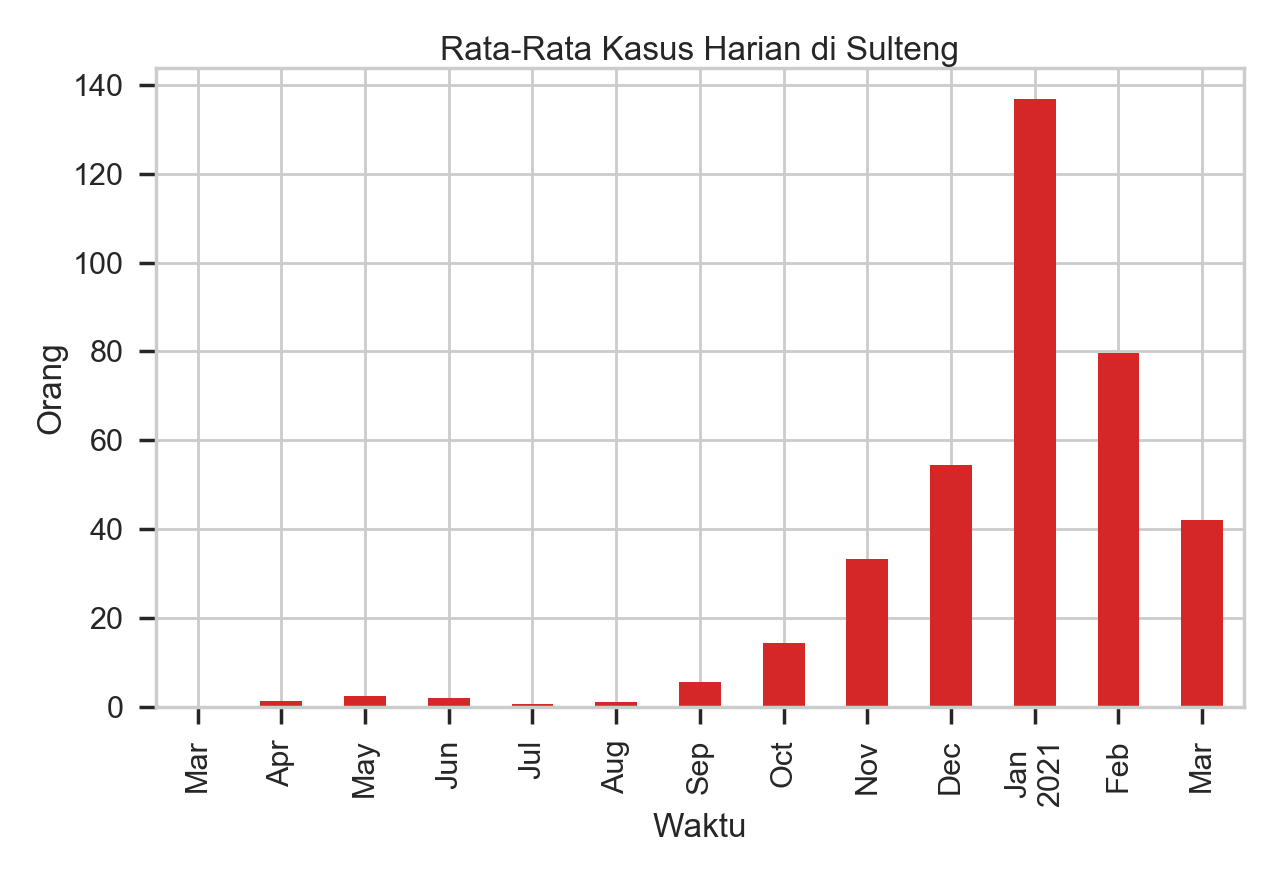 Rata-Rata Kasus Harian di Sulteng
140
120
100
80
60
40
20
0
Orang
Mar
Apr
May
Jun
Jul
Aug
Sep
Oct
Nov
Dec
Jan
2021
Feb
Mar
Waktu